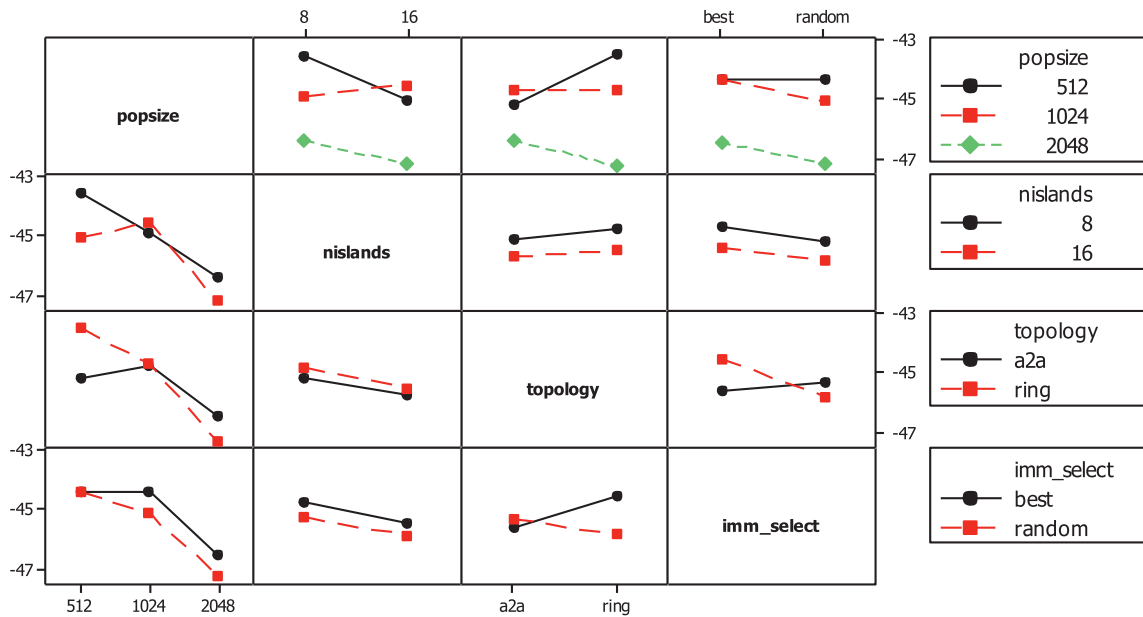 8 16 best random
-43
-45
-47
popsize
popsize
512
1024
2048
-43
-45
-47
nislands
nislands
8
16
-43
-45
-47
topology
topology
a2a
ring
-43
-45
-47
imm_select
imm_select
best
random
512 1024 2048 a2a ring